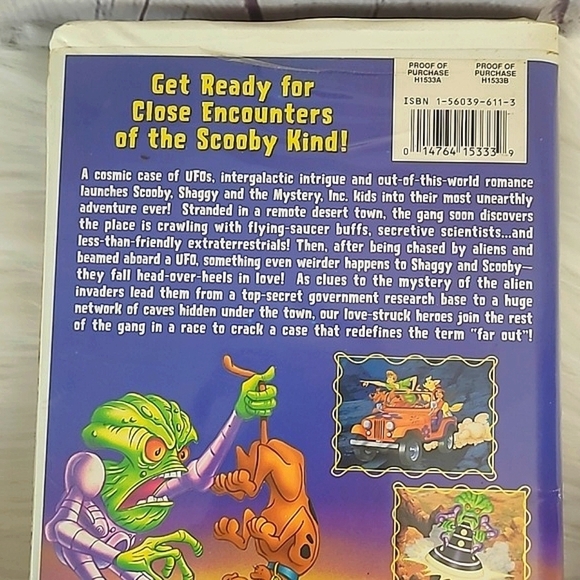 Get Ready for
Close Encounters
of the Scooby Kind!
PROOF OF
PURCHASE
H1533A
PROOF OF
PURCHASE
H1533B
ISBN 1-56039-611-3
0 14764 15333 9
A cosmic case of UFOs, intergalactic intrigue and out-of-this-world romance
launches Scooby, Shaggy and the Mystery, Inc. kids into their most unearthly
adventure ever! Stranded in a remote desert town, the gang soon discovers
the place is crawling with flying-saucer buffs, secretive scientists...and
less-than-friendly extraterrestrials! Then, after being chased by aliens and
beamed aboard a UFO, something even weirder happens to Shaggy and Scooby—
they fall head-over-heels in love! As clues to the mystery of the alien
invaders lead them from a top-secret government research base to a huge
network of caves hidden under the town, our love-struck heroes join the rest
of the gang in a race to crack a case that redefines the term "far out"!